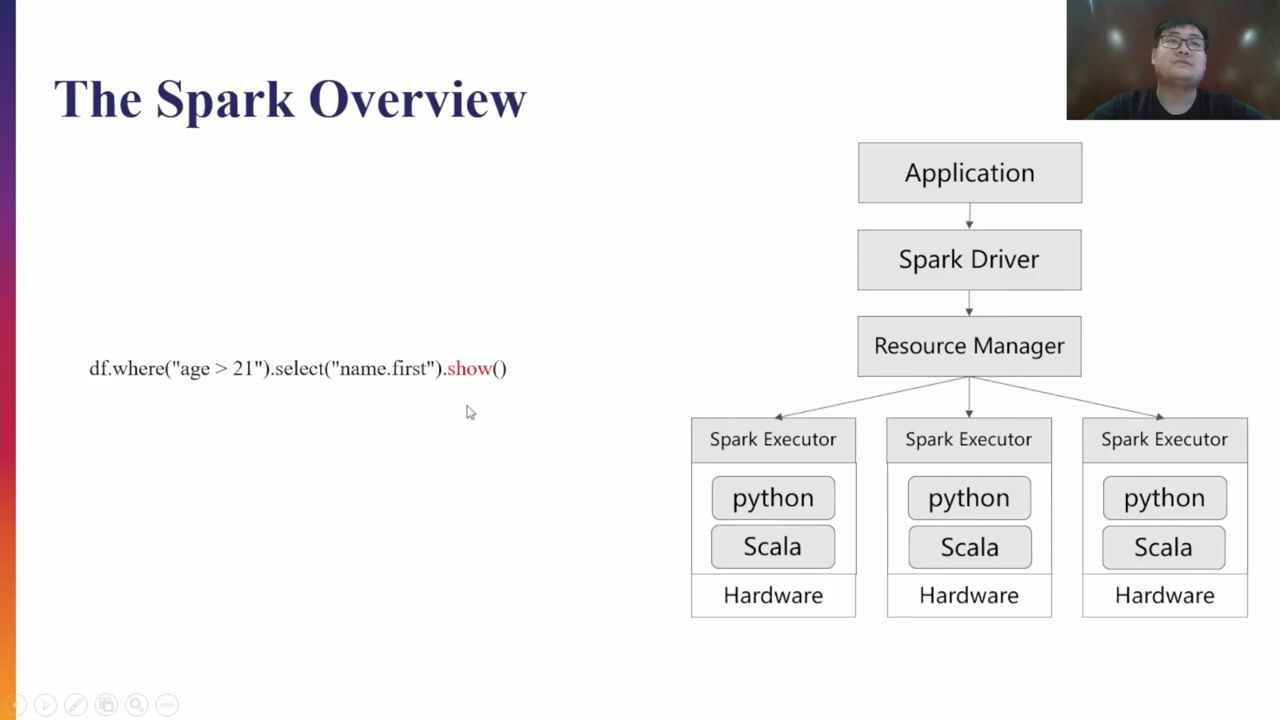 The Spark Overview
df.where("age > 21").select("name.first").show()
Application
Spark Driver
Resource Manager
Spark Executor
python
Scala
Hardware
Spark Executor
python
Scala
Hardware
Spark Executor
python
Scala
Hardware